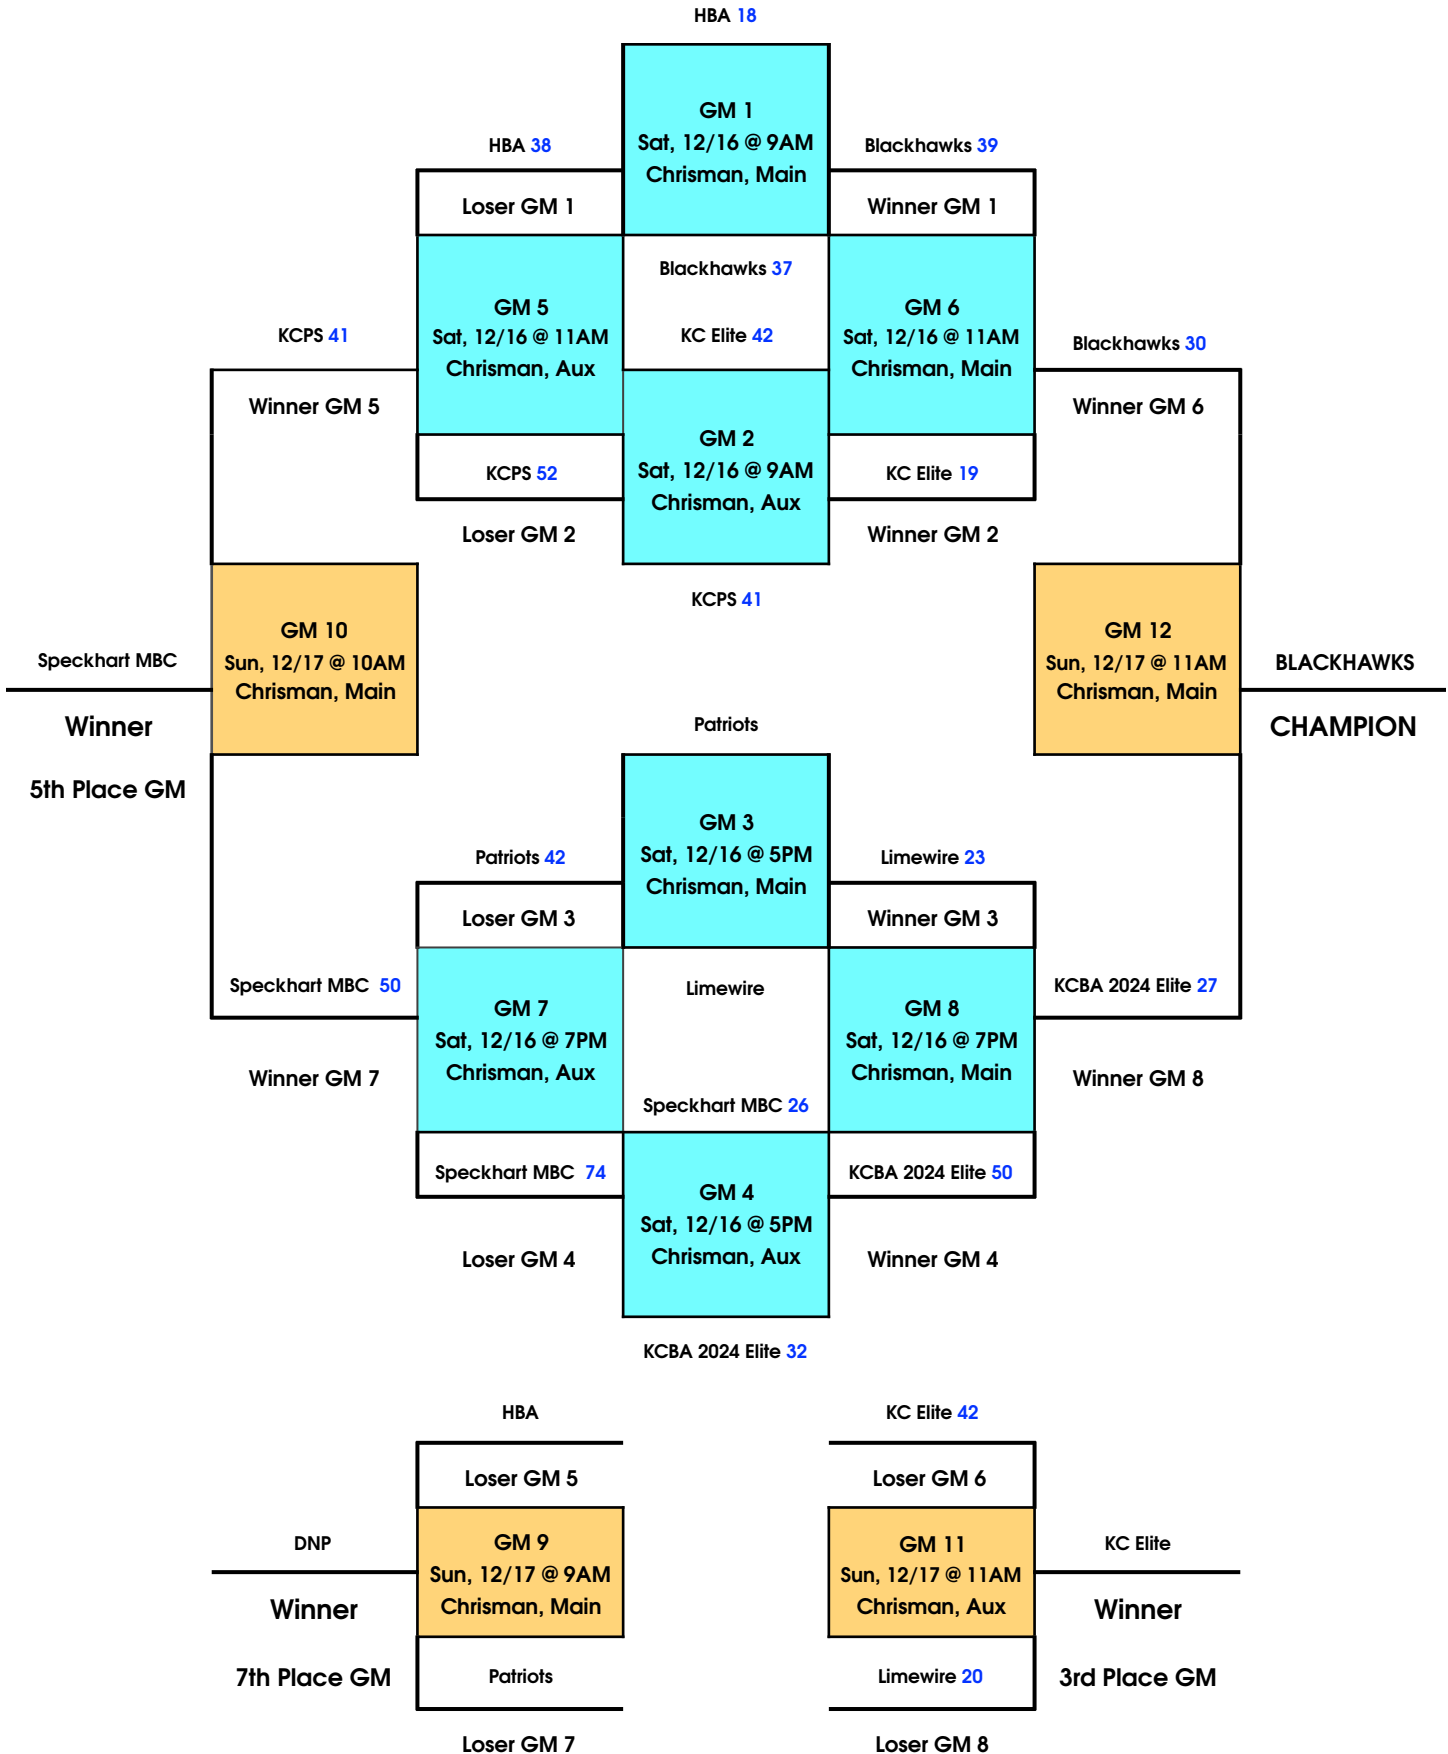 HBA 18
GM 1
Sat, 12/16 @ 9AM
Chrisman, Main
HBA 38
Blackhawks 39
Loser GM 1
Winner GM 1
Blackhawks 37
GM 5
Sat, 12/16 @ 11AM
Chrisman, Aux
KC Elite 42
GM 6
Sat, 12/16 @ 11AM
Chrisman, Main
KCPS 41
Blackhawks 30
Winner GM 5
Winner GM 6
GM 2
Sat, 12/16 @ 9AM
Chrisman, Aux
KCPS 52
KC Elite 19
Loser GM 2
Winner GM 2
KCPS 41
GM 10
Sun, 12/17 @ 10AM
Chrisman, Main
GM 12
Sun, 12/17 @ 11AM
Chrisman, Main
Speckhart MBC
BLACKHAWKS
Winner
CHAMPION
5th Place GM
Patriots
GM 3
Sat, 12/16 @ 5PM
Chrisman, Main
Patriots 42
Limewire 23
Loser GM 3
Winner GM 3
Speckhart MBC 50
Limewire
KCBA 2024 Elite 27
GM 7
Sat, 12/16 @ 7PM
Chrisman, Aux
GM 8
Sat, 12/16 @ 7PM
Chrisman, Main
Winner GM 7
Winner GM 8
Speckhart MBC 26
Speckhart MBC 74
KCBA 2024 Elite 50
GM 4
Sat, 12/16 @ 5PM
Chrisman, Aux
Loser GM 4
Winner GM 4
KCBA 2024 Elite 32
HBA
KC Elite 42
Loser GM 5
Loser GM 6
DNP
GM 9
Sun, 12/17 @ 9AM
Chrisman, Main
GM 11
Sun, 12/17 @ 11AM
Chrisman, Aux
KC Elite
Winner
Winner
7th Place GM
Patriots
Limewire 20
3rd Place GM
Loser GM 7
Loser GM 8